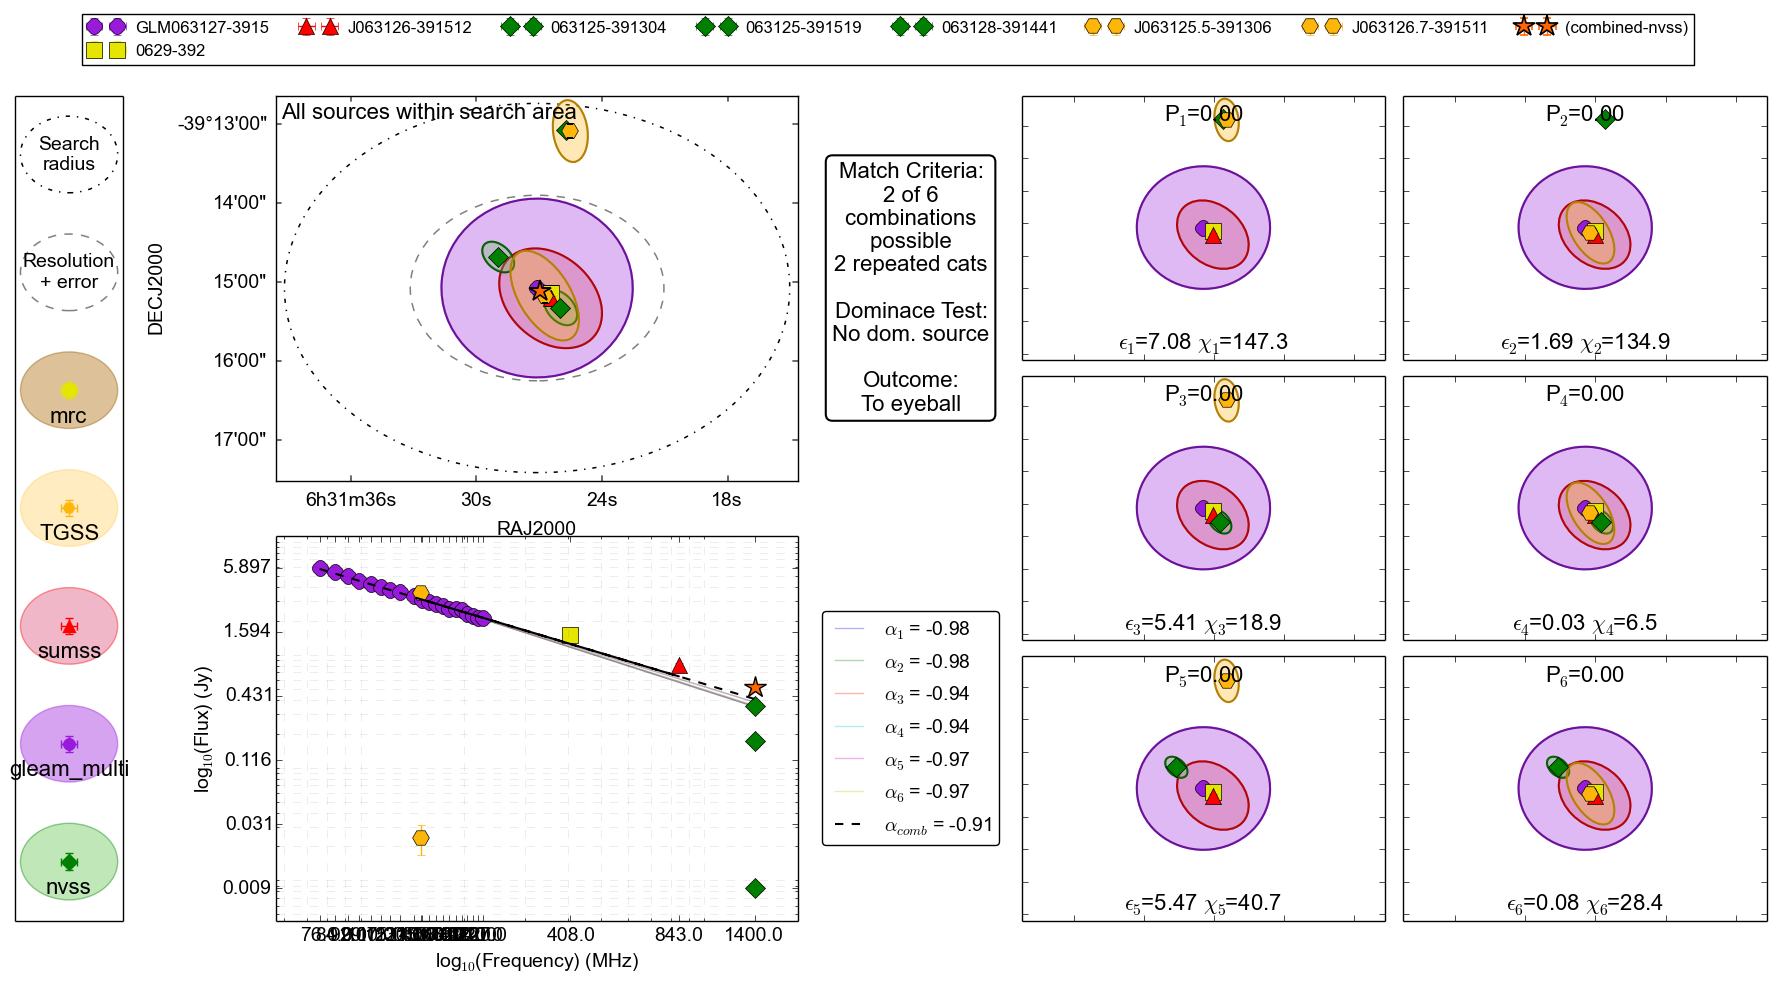 GLM063127-3915 J063126-391512 063125-391304 063125-391519 063128-391441 J063125.5-391306 J063126.7-391511 (combined-nvss)
0629-392
Search
radius
Resolution
+ error
mrc
TGSS
sumss
gleam_multi
nvss
All sources within search area
DECJ2000
-39°13'00"
14'00"
15'00"
16'00"
17'00"
6h31m36s 30s 24s 18s
RAJ2000
Match Criteria:
2 of 6
combinations
possible
2 repeated cats
Dominace Test:
No dom. source
Outcome:
To eyeball
log10(Flux) (Jy)
5.897
1.594
0.431
0.116
0.031
0.009
408.0 843.0 1400.0
log10(Frequency) (MHz)
α1 = -0.98
α2 = -0.98
α3 = -0.94
α4 = -0.94
α5 = -0.97
α6 = -0.97
αcomb = -0.91
P1=0.00
ϵ1=7.08 χ1=147.3
P2=0.00
ϵ2=1.69 χ2=134.9
P3=0.00
ϵ3=5.41 χ3=18.9
P4=0.00
ϵ4=0.03 χ4=6.5
P5=0.00
ϵ5=5.47 χ5=40.7
P6=0.00
ϵ6=0.08 χ6=28.4